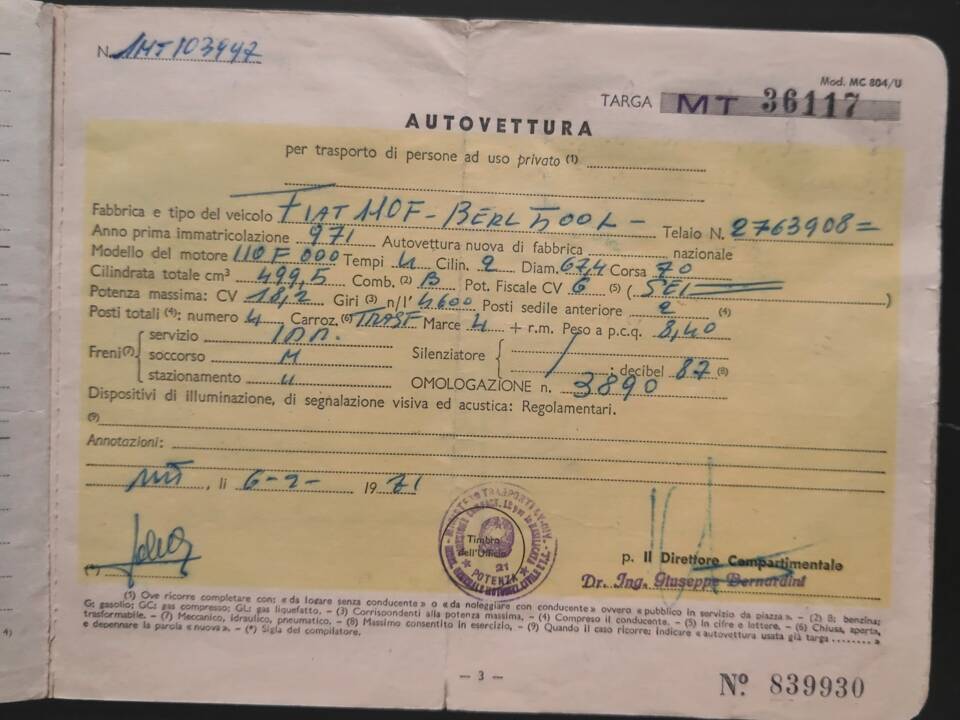 N. 1MT103947
Mod. MC 804/U
TARGA MT 36117
AUTOVETTURA
per trasporto di persone ad uso privato (1)
Fabbrica e tipo del veicolo FIAT 110F - BERL 500 L - Telaio N. 2763908=
Anno prima immatricolazione 971 Autovettura nuova di fabbrica nazionale
Modello del motore 110 F 000 Tempi 4 Cilin. 2 Diam. 67,4 Corsa 70
Cilindrata totale cm³ 499,5 Comb. (2) B Pot. Fiscale CV 6 (5) ( SEI )
Potenza massima: CV 18,2 Giri (3) n/1' 4600 Posti sedile anteriore 2 (4)
Posti totali (4): numero 4 Carroz. (6) TRASF Marce 4 + r.m. Peso a p.c.q. 8,40
Freni (7) servizio
soccorso M Silenziatore
; decibel 87 (8)
stazionamento OMOLOGAZIONE n. 3890
Dispositivi di illuminazione, di segnalazione visiva ed acustica: Regolamentari.
(9)
Annotazioni:
MT, li 6-2- 19 71
Timbro
dell'Ufficio
21
POTENZA
p. Il Direttore Compartimentale
Dr. Ing. Giuseppe Bernardini
(*)
(1) Ove ricorre completare con: «da locare senza conducente» o «da noleggiare con conducente» ovvero «pubblico in servizio da piazza». - (2) B; benzina;
G: gasolio; GC: gas compresso; GL: gas liquefatto. - (3) Corrispondenti alla potenza massima. - (4) Compreso il conducente. - (5) In cifre e lettere. - (6) Chiusa, aperta,
trasformabile. - (7) Meccanico, idraulico, pneumatico. - (8) Massimo consentito in esercizio. - (9) Quando il caso ricorre; indicare «autovettura usata già targa ........»
e depennare la parola «nuova». - (*) Sigla del compilatore.
— 3 —
Nº 839930
4)